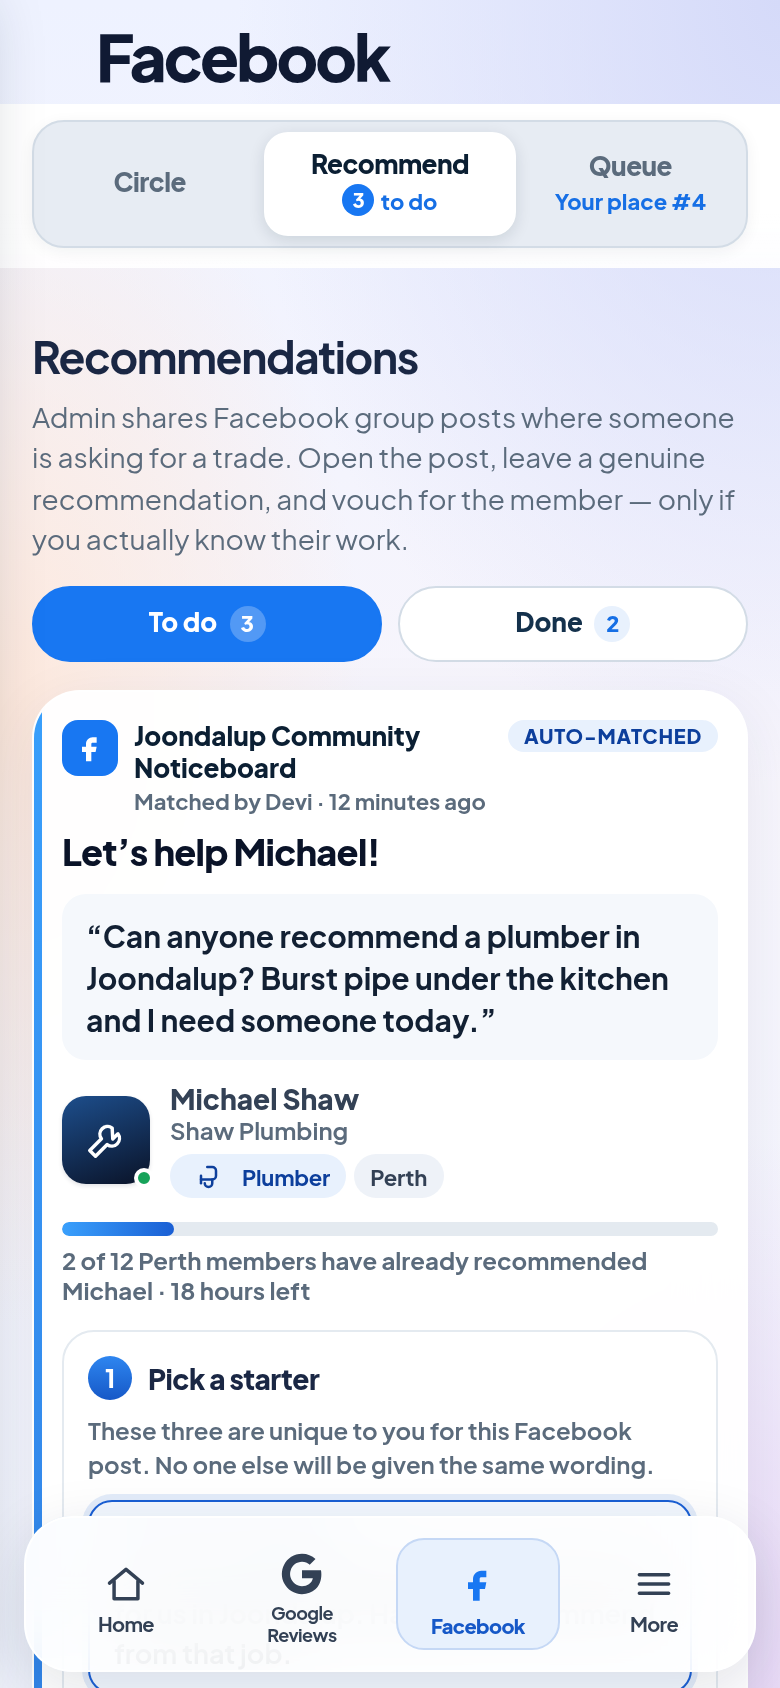 Facebook
Circle
Recommend
3 to do
Queue
Your place #4
Recommendations
Admin shares Facebook group posts where someone
is asking for a trade. Open the post, leave a genuine
recommendation, and vouch for the member — only if
you actually know their work.
To do 3
Done 2
Joondalup Community
Noticeboard
AUTO-MATCHED
Matched by Devi · 12 minutes ago
Let’s help Michael!
“Can anyone recommend a plumber in
Joondalup? Burst pipe under the kitchen
and I need someone today.”
Michael Shaw
Shaw Plumbing
Plumber
Perth
2 of 12 Perth members have already recommended
Michael · 18 hours left
1 Pick a starter
These three are unique to you for this Facebook
post. No one else will be given the same wording.
from that job.
Home
Google
Reviews
Facebook
More